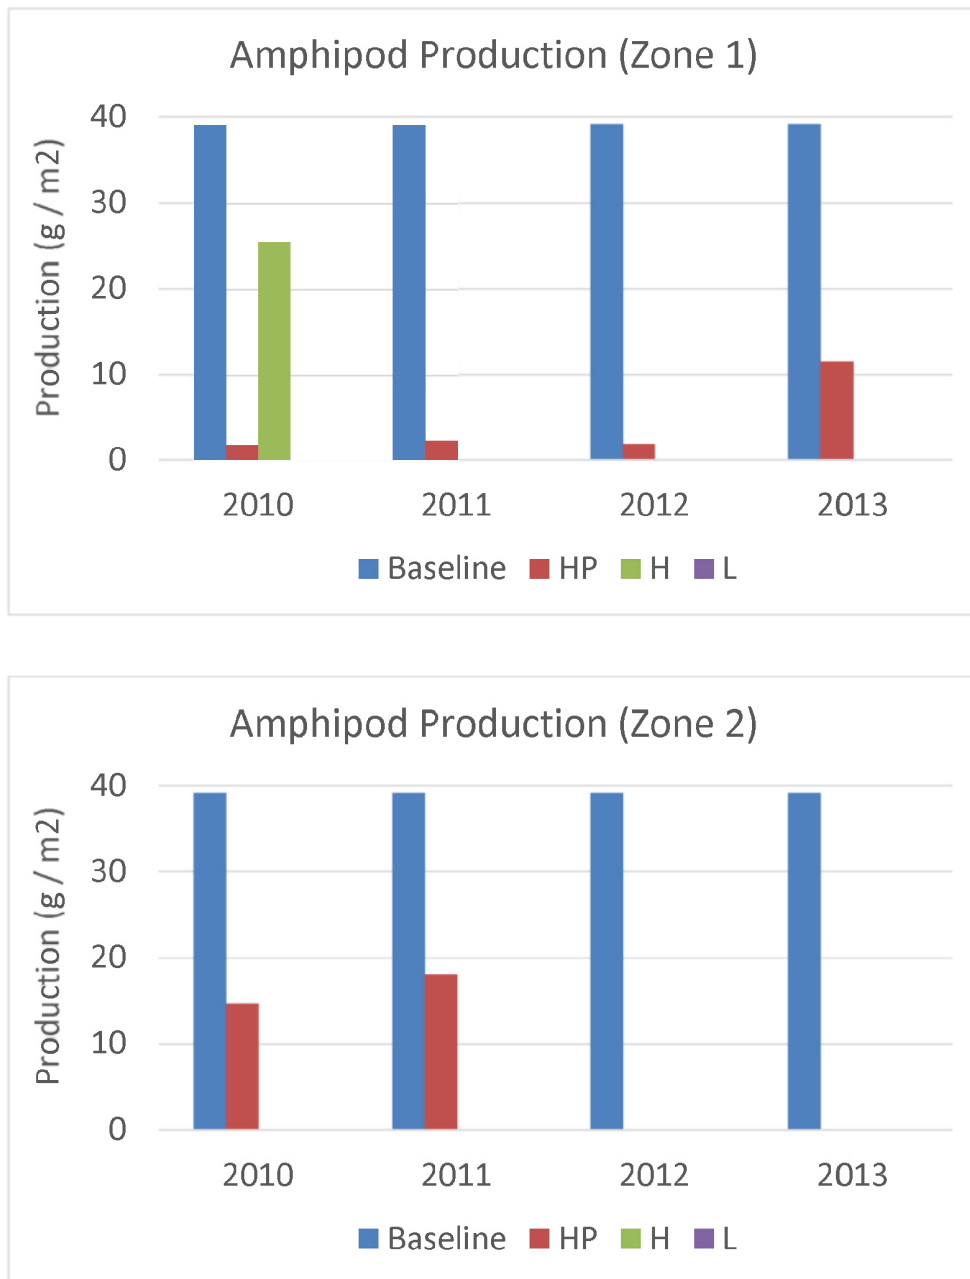 Amphipod Production (Zone 1)
Production (g / m2)
40
30
20
10
0
2010 2011 2012 2013
Baseline HP H L
Amphipod Production (Zone 2)
Production (g / m2)
40
30
20
10
0
2010 2011 2012 2013
Baseline HP H L